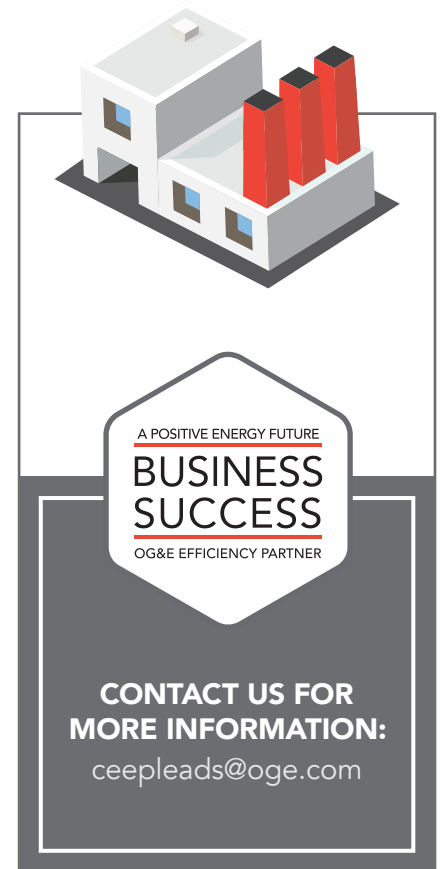 A POSITIVE ENERGY FUTURE
BUSINESS
SUCCESS
OG&E EFFICIENCY PARTNER
CONTACT US FOR
MORE INFORMATION:
ceepleads@oge.com